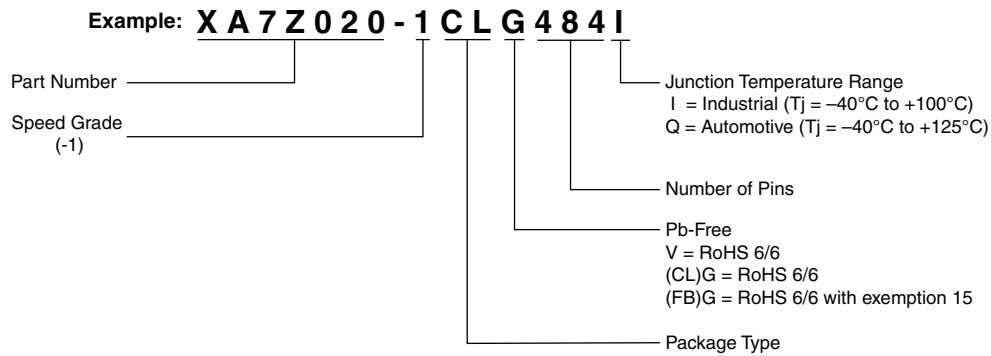 Example: XA7Z020-1CLG484I
Part Number
Speed Grade
(-1)
Junction Temperature Range
I = Industrial (Tj = –40°C to +100°C)
Q = Automotive (Tj = –40°C to +125°C)
Number of Pins
Pb-Free
V = RoHS 6/6
(CL)G = RoHS 6/6
(FB)G = RoHS 6/6 with exemption 15
Package Type